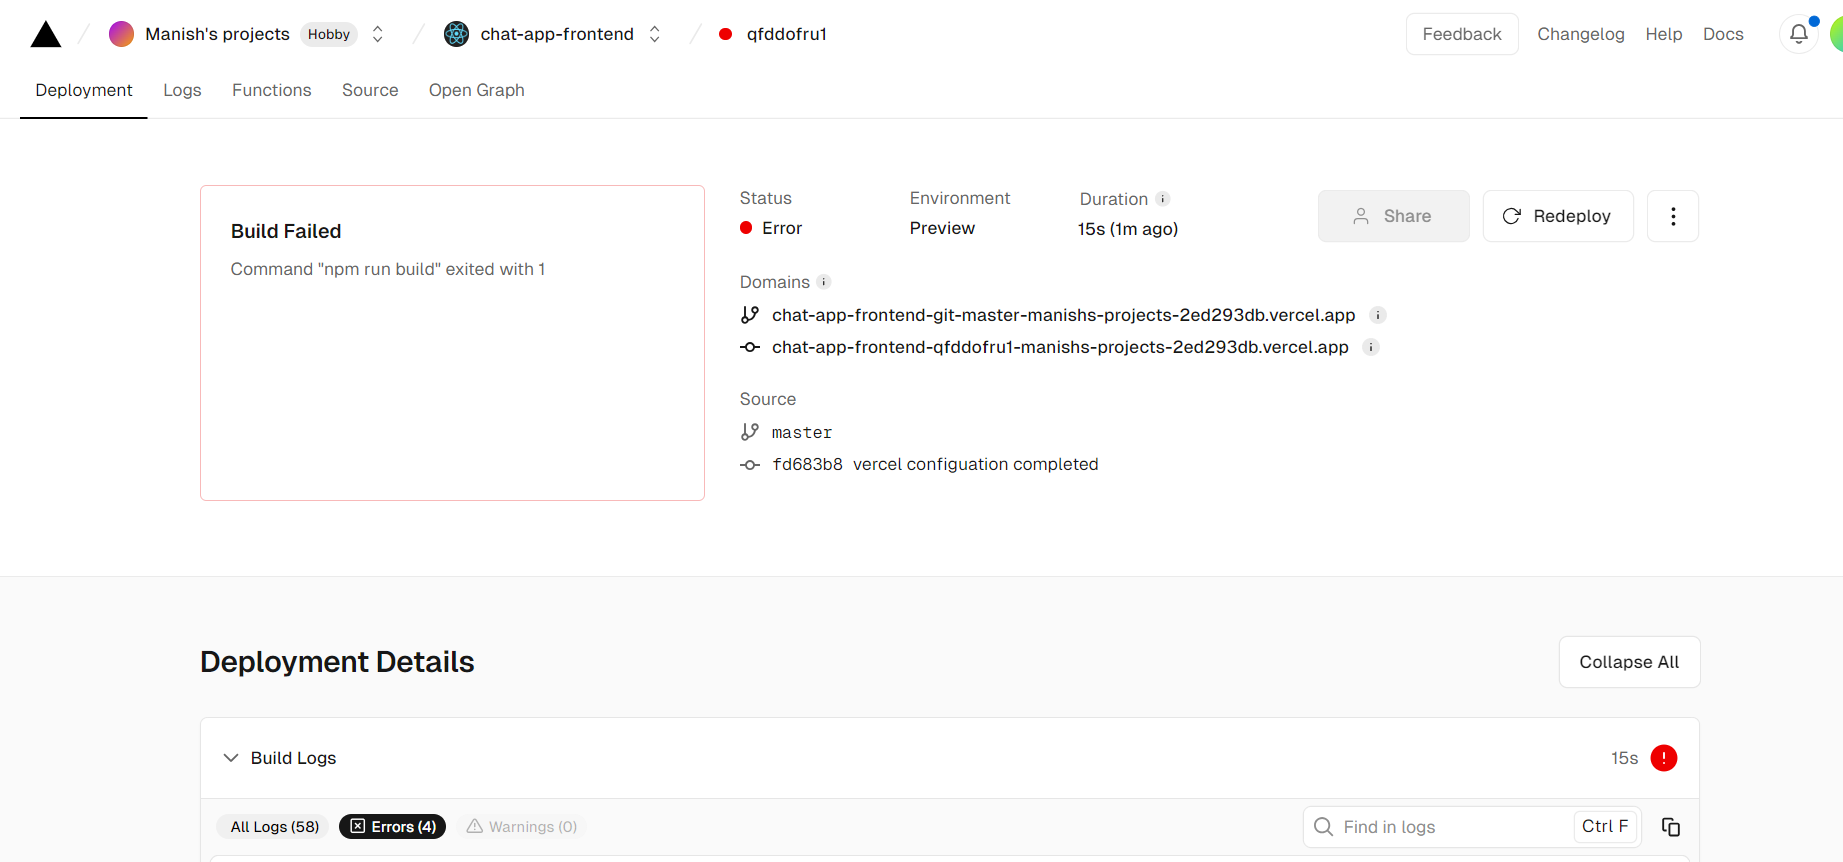 Manish's projects Hobby chat-app-frontend qfddofru1 Feedback Changelog Help Docs
Deployment Logs Functions Source Open Graph
Build Failed
Command "npm run build" exited with 1
Status Environment Duration
Error Preview 15s (1m ago)
Share Redeploy
Domains
chat-app-frontend-git-master-manishs-projects-2ed293db.vercel.app
chat-app-frontend-qfddofru1-manishs-projects-2ed293db.vercel.app
Source
master
fd683b8 vercel configuation completed
Deployment Details
Collapse All
Build Logs 15s
All Logs (58) Errors (4) Warnings (0) Find in logs Ctrl F